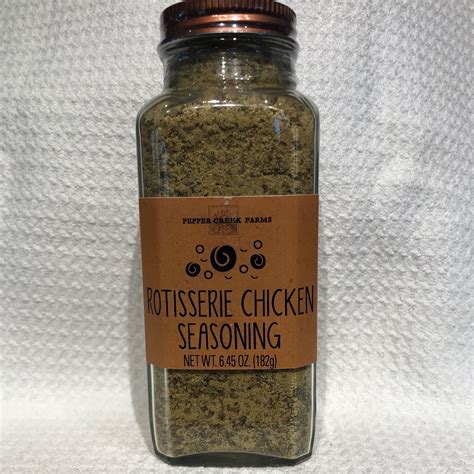 PEPPER CREEK FARMS
ROTISSERIE CHICKEN
SEASONING
NET WT. 6.45 OZ. (182g)